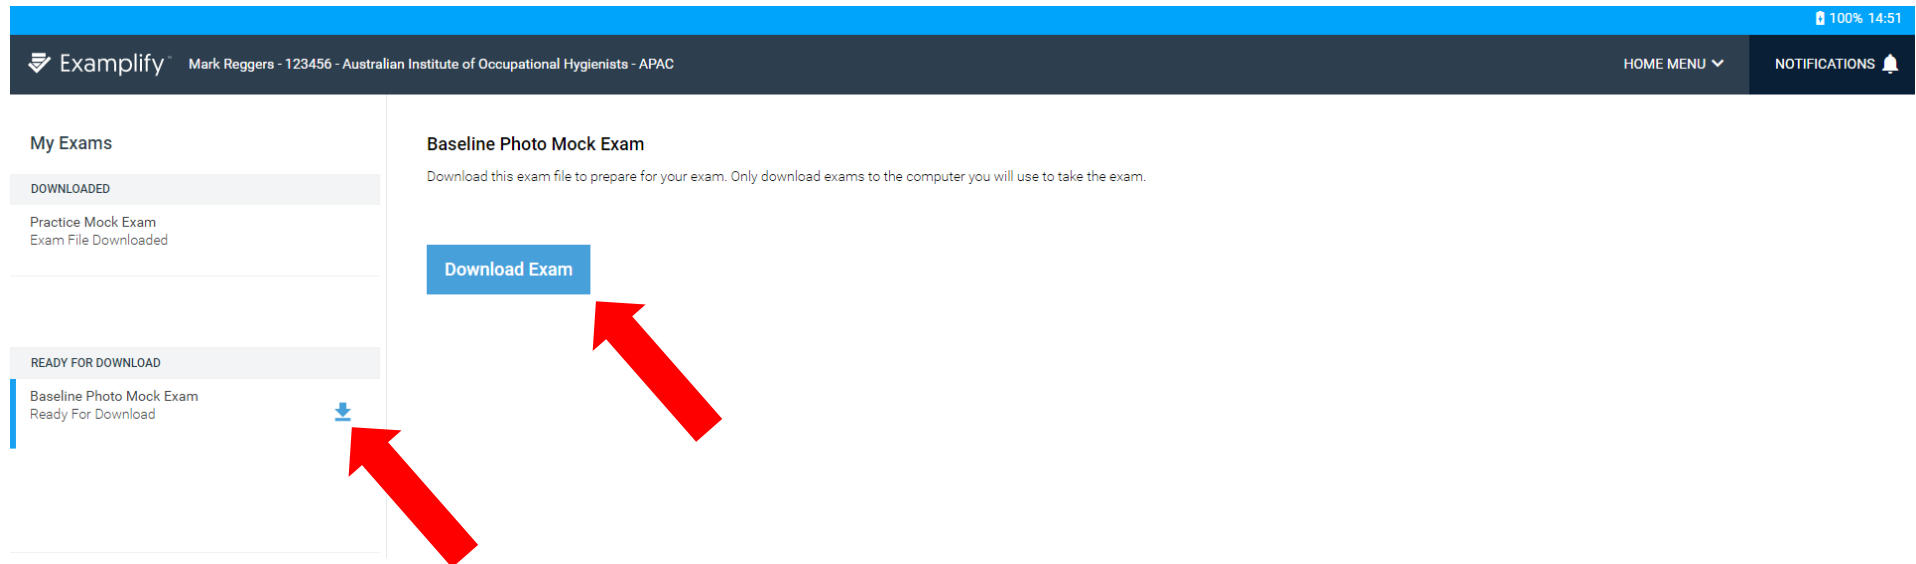 100% 14:51
Examplify™ Mark Reggers - 123456 - Australian Institute of Occupational Hygienists - APAC HOME MENU NOTIFICATIONS
My Exams
DOWNLOADED
Practice Mock Exam
Exam File Downloaded
READY FOR DOWNLOAD
Baseline Photo Mock Exam
Ready For Download
Baseline Photo Mock Exam
Download this exam file to prepare for your exam. Only download exams to the computer you will use to take the exam.
Download Exam